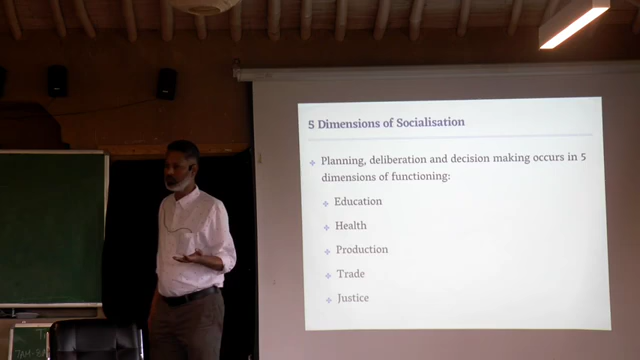 5 Dimensions of Socialisation
Planning, deliberation and decision making occurs in 5
dimensions of functioning:
Education
Health
Production
Trade
Justice